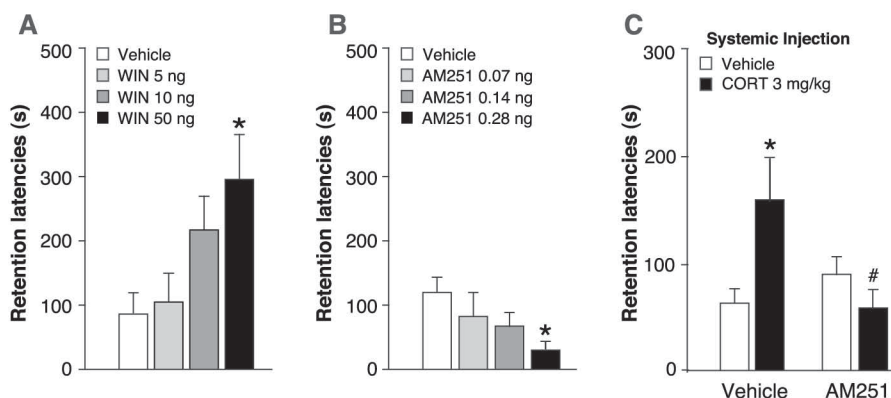 A
Retention latencies (s)
500
400
300
200
100
0
Vehicle
WIN 5 ng
WIN 10 ng
WIN 50 ng
*
B
Retention latencies (s)
500
400
300
200
100
0
Vehicle
AM251 0.07 ng
AM251 0.14 ng
AM251 0.28 ng
*
C
Systemic Injection
Vehicle
CORT 3 mg/kg
Retention latencies (s)
300
200
100
0
*
#
Vehicle AM251